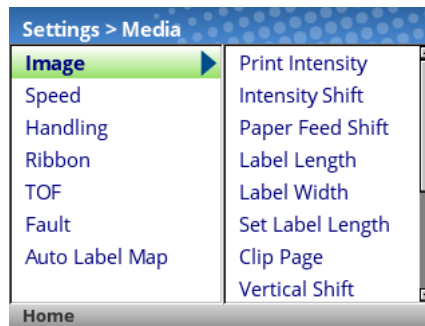 Settings > Media
Image
Speed
Handling
Ribbon
TOF
Fault
Auto Label Map
Print Intensity
Intensity Shift
Paper Feed Shift
Label Length
Label Width
Set Label Length
Clip Page
Vertical Shift
Home